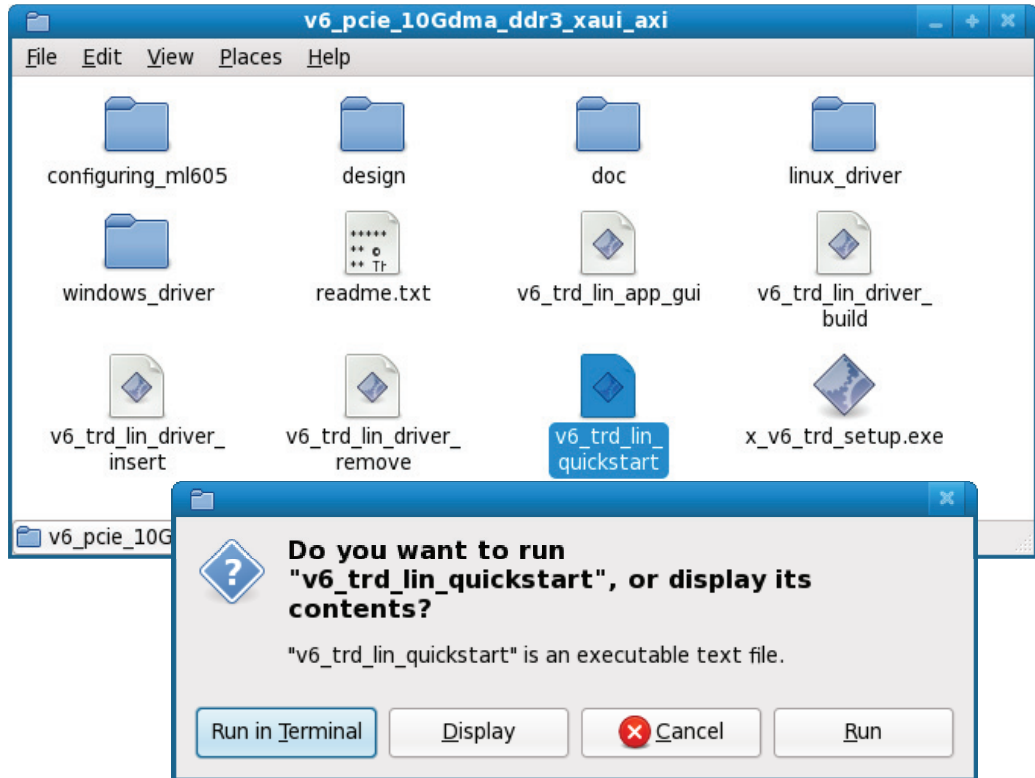 v6_pcie_10Gdma_ddr3_xaui_axi
File Edit View Places Help
configuring_ml605 design doc linux_driver
windows_driver readme.txt v6_trd_lin_app_gui v6_trd_lin_driver_
build
v6_trd_lin_driver_ v6_trd_lin_driver_ v6_trd_lin_ x_v6_trd_setup.exe
insert remove quickstart
v6_pcie_10G
Do you want to run
"v6_trd_lin_quickstart", or display its
contents?
"v6_trd_lin_quickstart" is an executable text file.
Run in Terminal Display Cancel Run